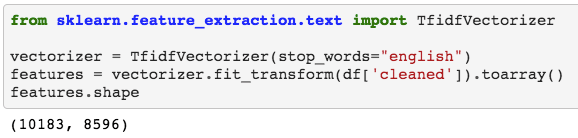 from sklearn.feature_extraction.text import TfidfVectorizer
vectorizer = TfidfVectorizer(stop_words="english")
features = vectorizer.fit_transform(df['cleaned']).toarray()
features.shape
(10183, 8596)